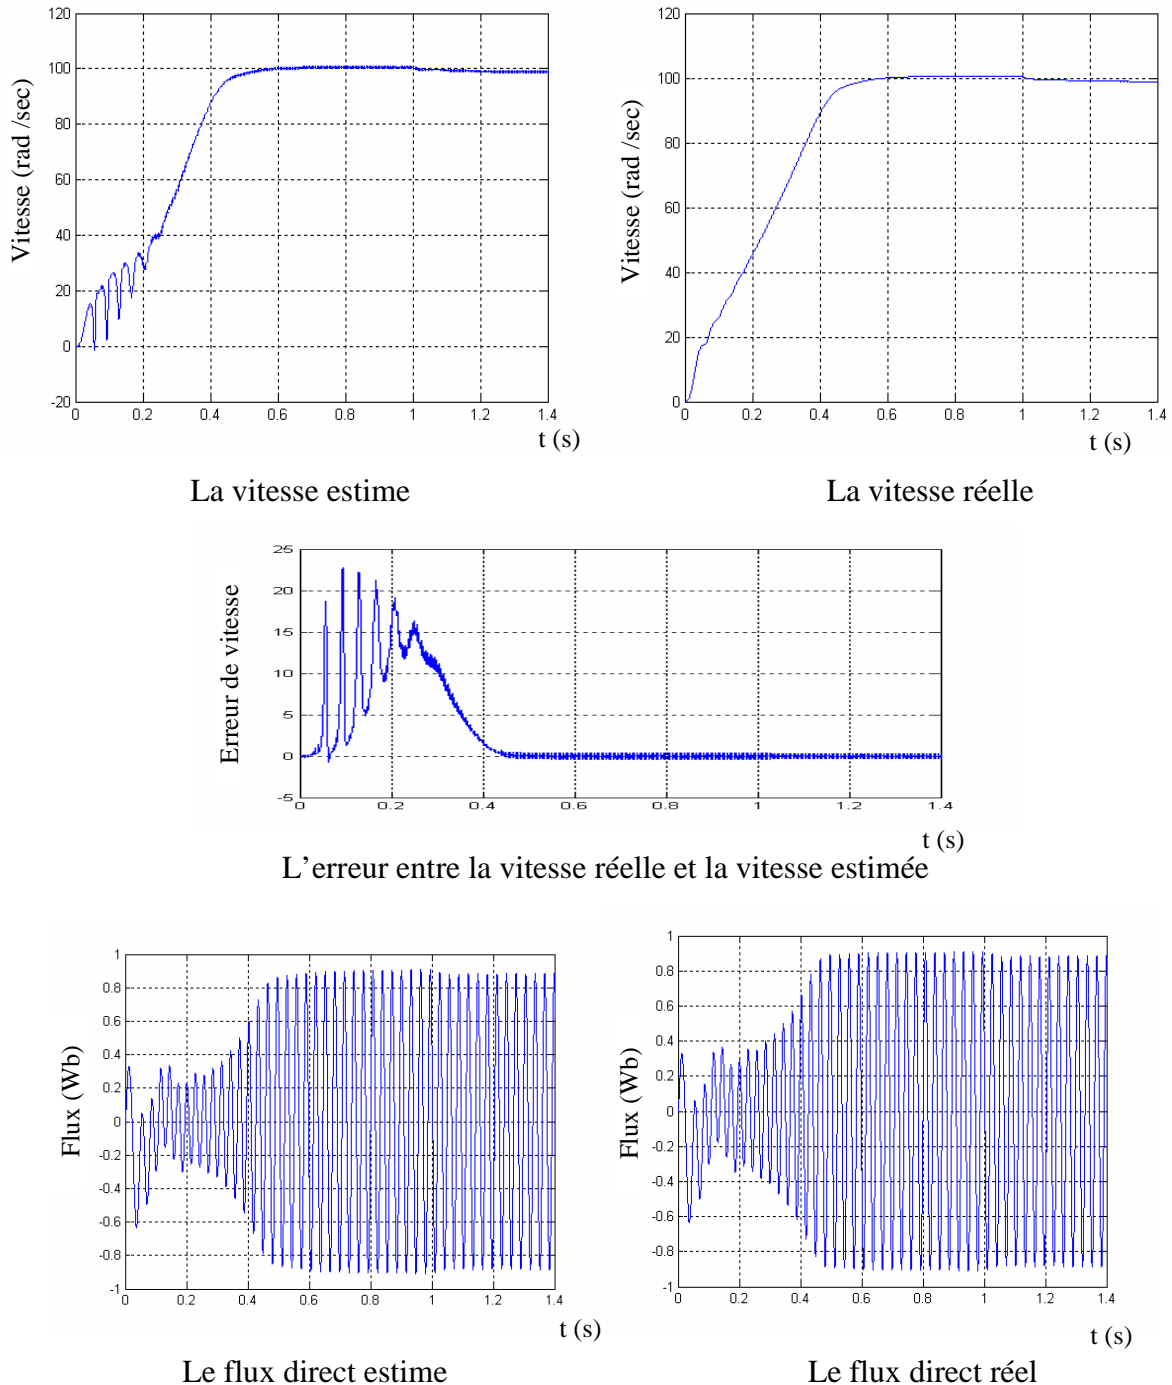 120
100
80
60
40
20
0
-20
Vitesse (rad /sec)
0 0.2 0.4 0.6 0.8 1 1.2 1.4
t (s)
La vitesse estime
120
100
80
60
40
20
0
Vitesse (rad /sec)
0 0.2 0.4 0.6 0.8 1 1.2 1.4
t (s)
La vitesse réelle
25
20
15
10
5
0
-5
Erreur de vitesse
0 0.2 0.4 0.6 0.8 1 1.2 1.4
t (s)
L’erreur entre la vitesse réelle et la vitesse estimée
1
0.8
0.6
0.4
0.2
0
-0.2
-0.4
-0.6
-0.8
-1
Flux (Wb)
0 0.2 0.4 0.6 0.8 1 1.2 1.4
t (s)
Le flux direct estime
1
0.8
0.6
0.4
0.2
0
-0.2
-0.4
-0.6
-0.8
-1
Flux (Wb)
0 0.2 0.4 0.6 0.8 1 1.2 1.4
t (s)
Le flux direct réel